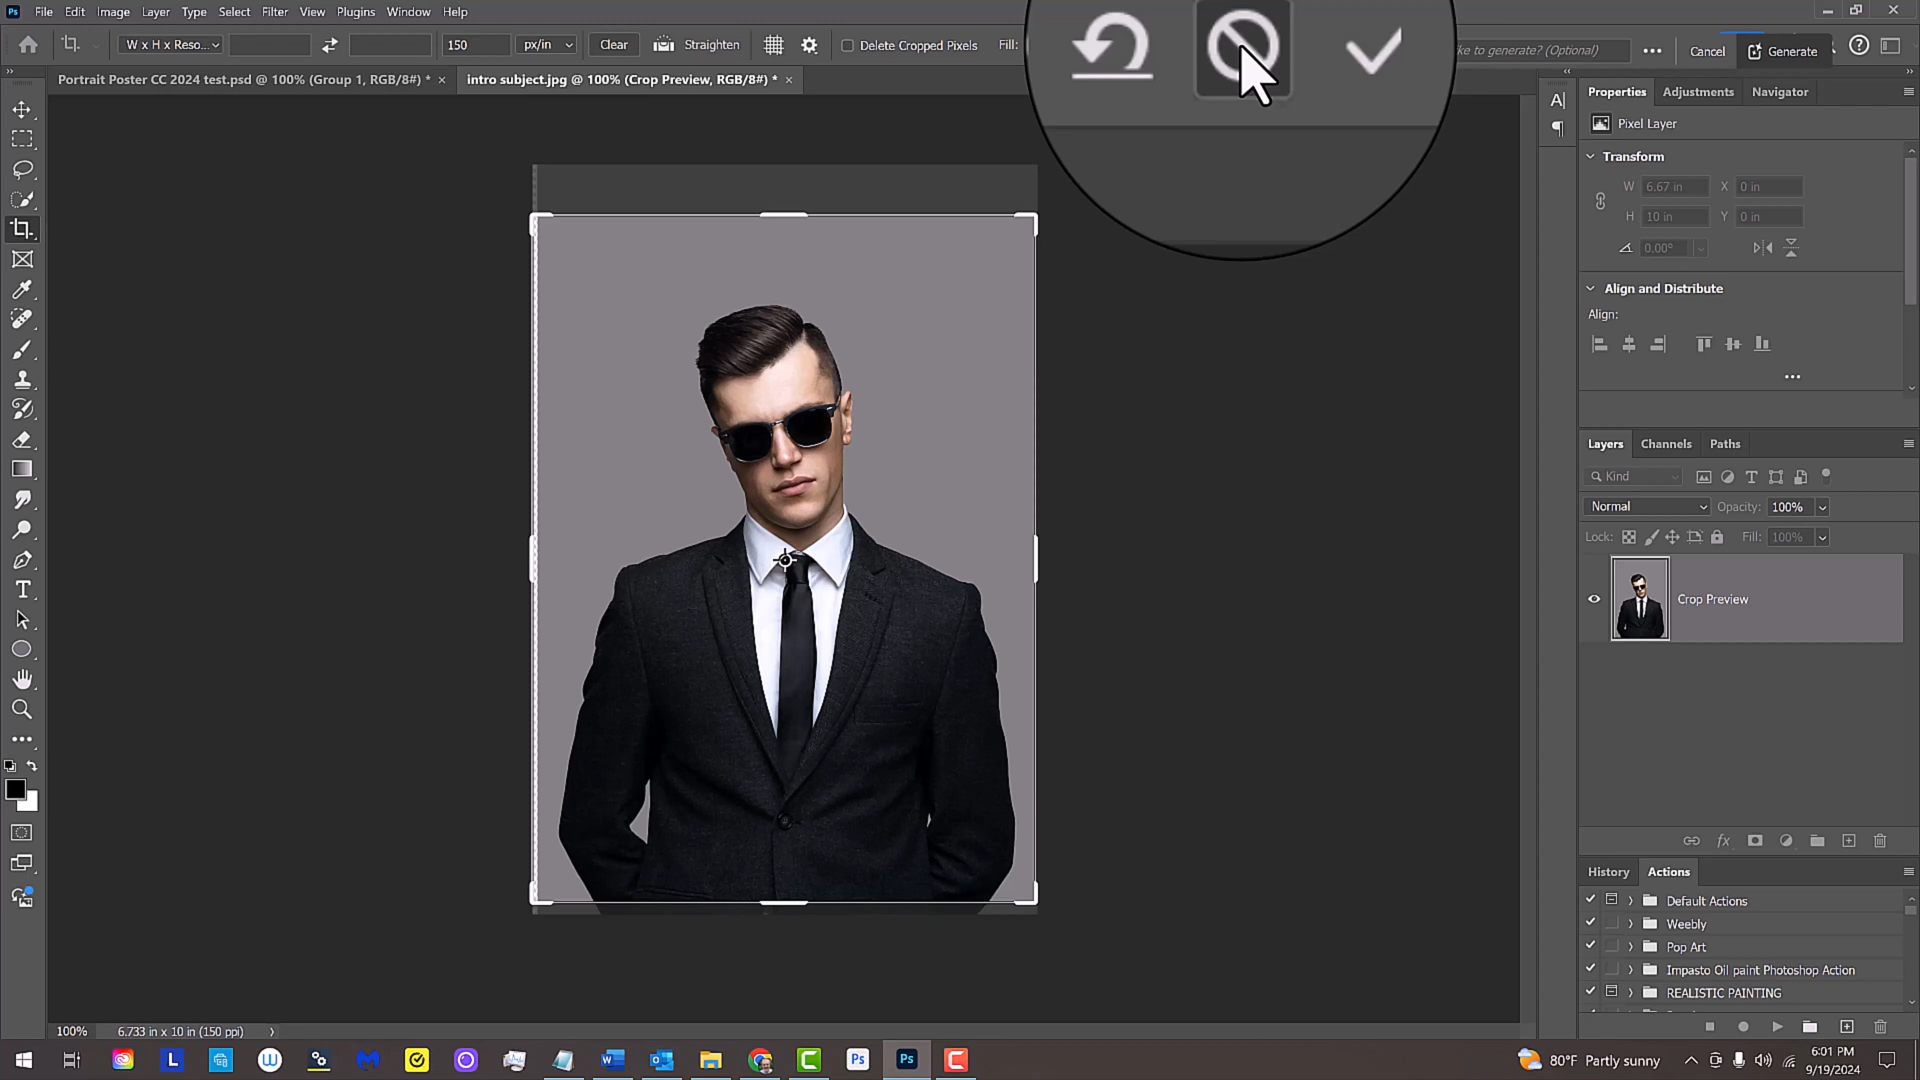 Ps File Edit Image Layer Type Select Filter View Plugins Window Help
W x H x Reso... 150 px/in Clear Straighten Delete Cropped Pixels Fill: ke to generate? (Optional) ... Cancel Generate
Portrait Poster CC 2024 test.psd @ 100% (Group 1, RGB/8#) * × intro subject.jpg @ 100% (Crop Preview, RGB/8#) * ×
Properties Adjustments Navigator
Pixel Layer
Transform
W 6.67 in X 0 in
H 10 in Y 0 in
0.00°
Align and Distribute
Align:
...
Layers Channels Paths
Kind
Normal Opacity: 100%
Lock: Fill: 100%
Crop Preview
History Actions
Default Actions
Weebly
Pop Art
Impasto Oil paint Photoshop Action
REALISTIC PAINTING
100% 6.733 in x 10 in (150 ppi)
80°F Partly sunny 6:01 PM
9/19/2024